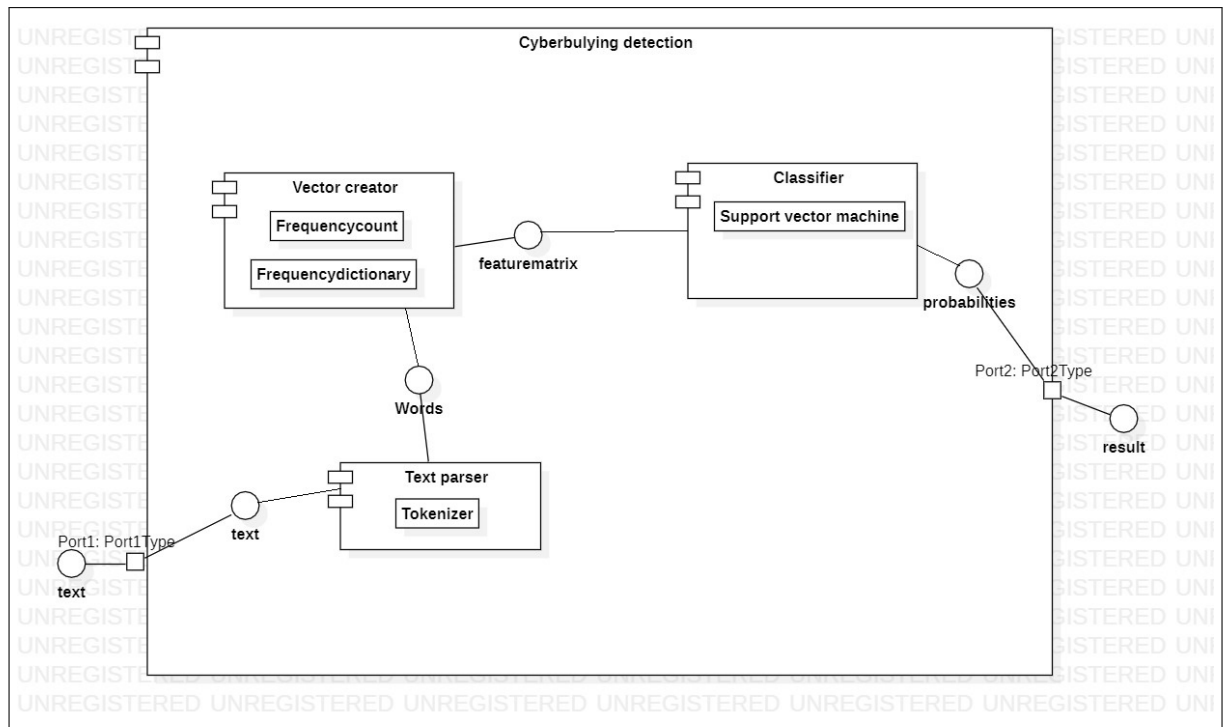 Cyberbulying detection
Vector creator
Frequencycount
Frequencydictionary
Classifier
Support vector machine
featurematrix
probabilities
Words
Port2: Port2Type
result
Text parser
Tokenizer
text
Port1: Port1Type
text
UNREGISTERED UNREGISTERED UNREGISTERED UNREGISTERED UNREGISTERED UNI